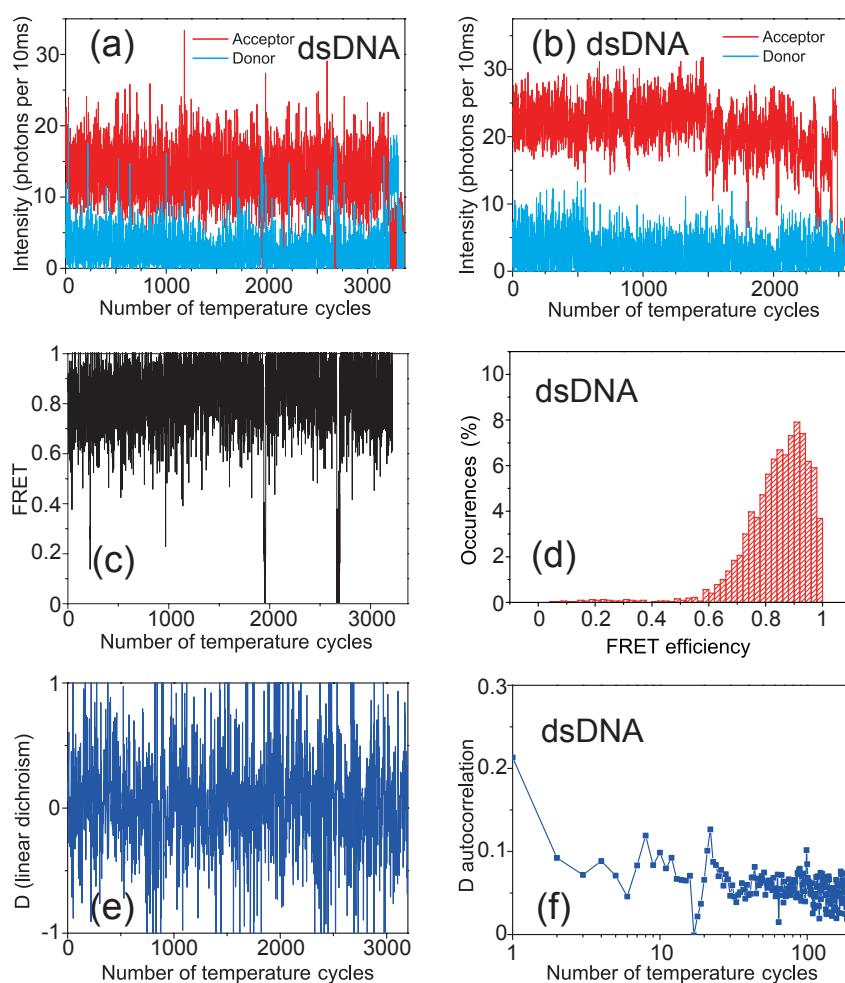 (a)
Acceptor
Donor
dsDNA
Intensity (photons per 10ms)
30
20
10
0
0
1000
2000
3000
Number of temperature cycles
(b)
dsDNA
Acceptor
Donor
Intensity (photons per 10ms)
30
20
10
0
0
1000
2000
Number of temperature cycles
(c)
FRET
1
0.8
0.6
0.4
0.2
0
0
1000
2000
3000
Number of temperature cycles
dsDNA
(d)
Occurences (%)
10
8
6
4
2
0
0
0.2
0.4
0.6
0.8
1
FRET efficiency
(e)
D (linear dichroism)
1
0
-1
0
1000
2000
3000
Number of temperature cycles
dsDNA
(f)
D autocorrelation
0.3
0.2
0.1
0
1
10
100
Number of temperature cycles